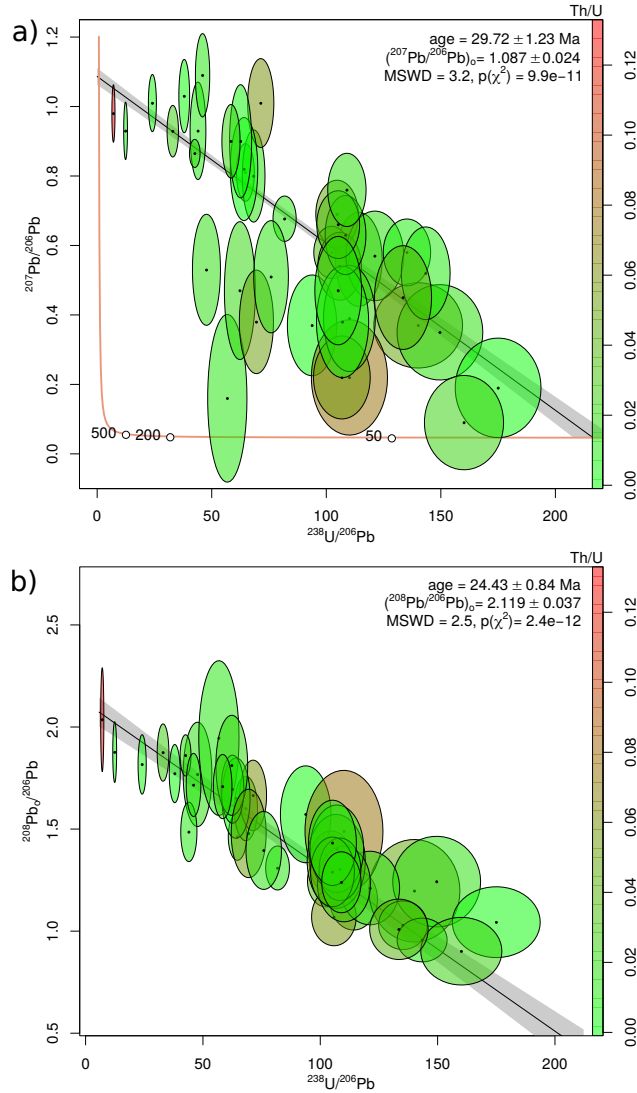 Th/U
a)
age = 29.72 ± 1.23 Ma
(²⁰⁷Pb/²⁰⁶Pb)ₒ= 1.087 ± 0.024
MSWD = 3.2, p(χ²) = 9.9e−11
1.2
1.0
0.8
0.6
0.4
0.2
0.0
²⁰⁷Pb/²⁰⁶Pb
500
200
50
0
50
100
150
200
²³⁸U/²⁰⁶Pb
0.12
0.10
0.08
0.06
0.04
0.02
0.00
Th/U
b)
age = 24.43 ± 0.84 Ma
(²⁰⁸Pb/²⁰⁶Pb)ₒ= 2.119 ± 0.037
MSWD = 2.5, p(χ²)= 2.4e−12
2.5
2.0
1.5
1.0
0.5
²⁰⁸Pbₒ/²⁰⁶Pb
0
50
100
150
200
²³⁸U/²⁰⁶Pb
0.12
0.10
0.08
0.06
0.04
0.02
0.00